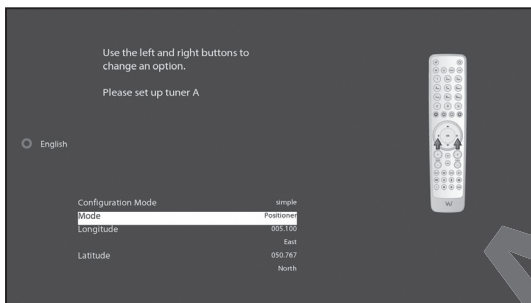 Use the left and right buttons to
change an option.
Please set up tuner A
English
Configuration Mode simple
Mode Positioner
Longitude 005.100
East
Latitude 050.767
North